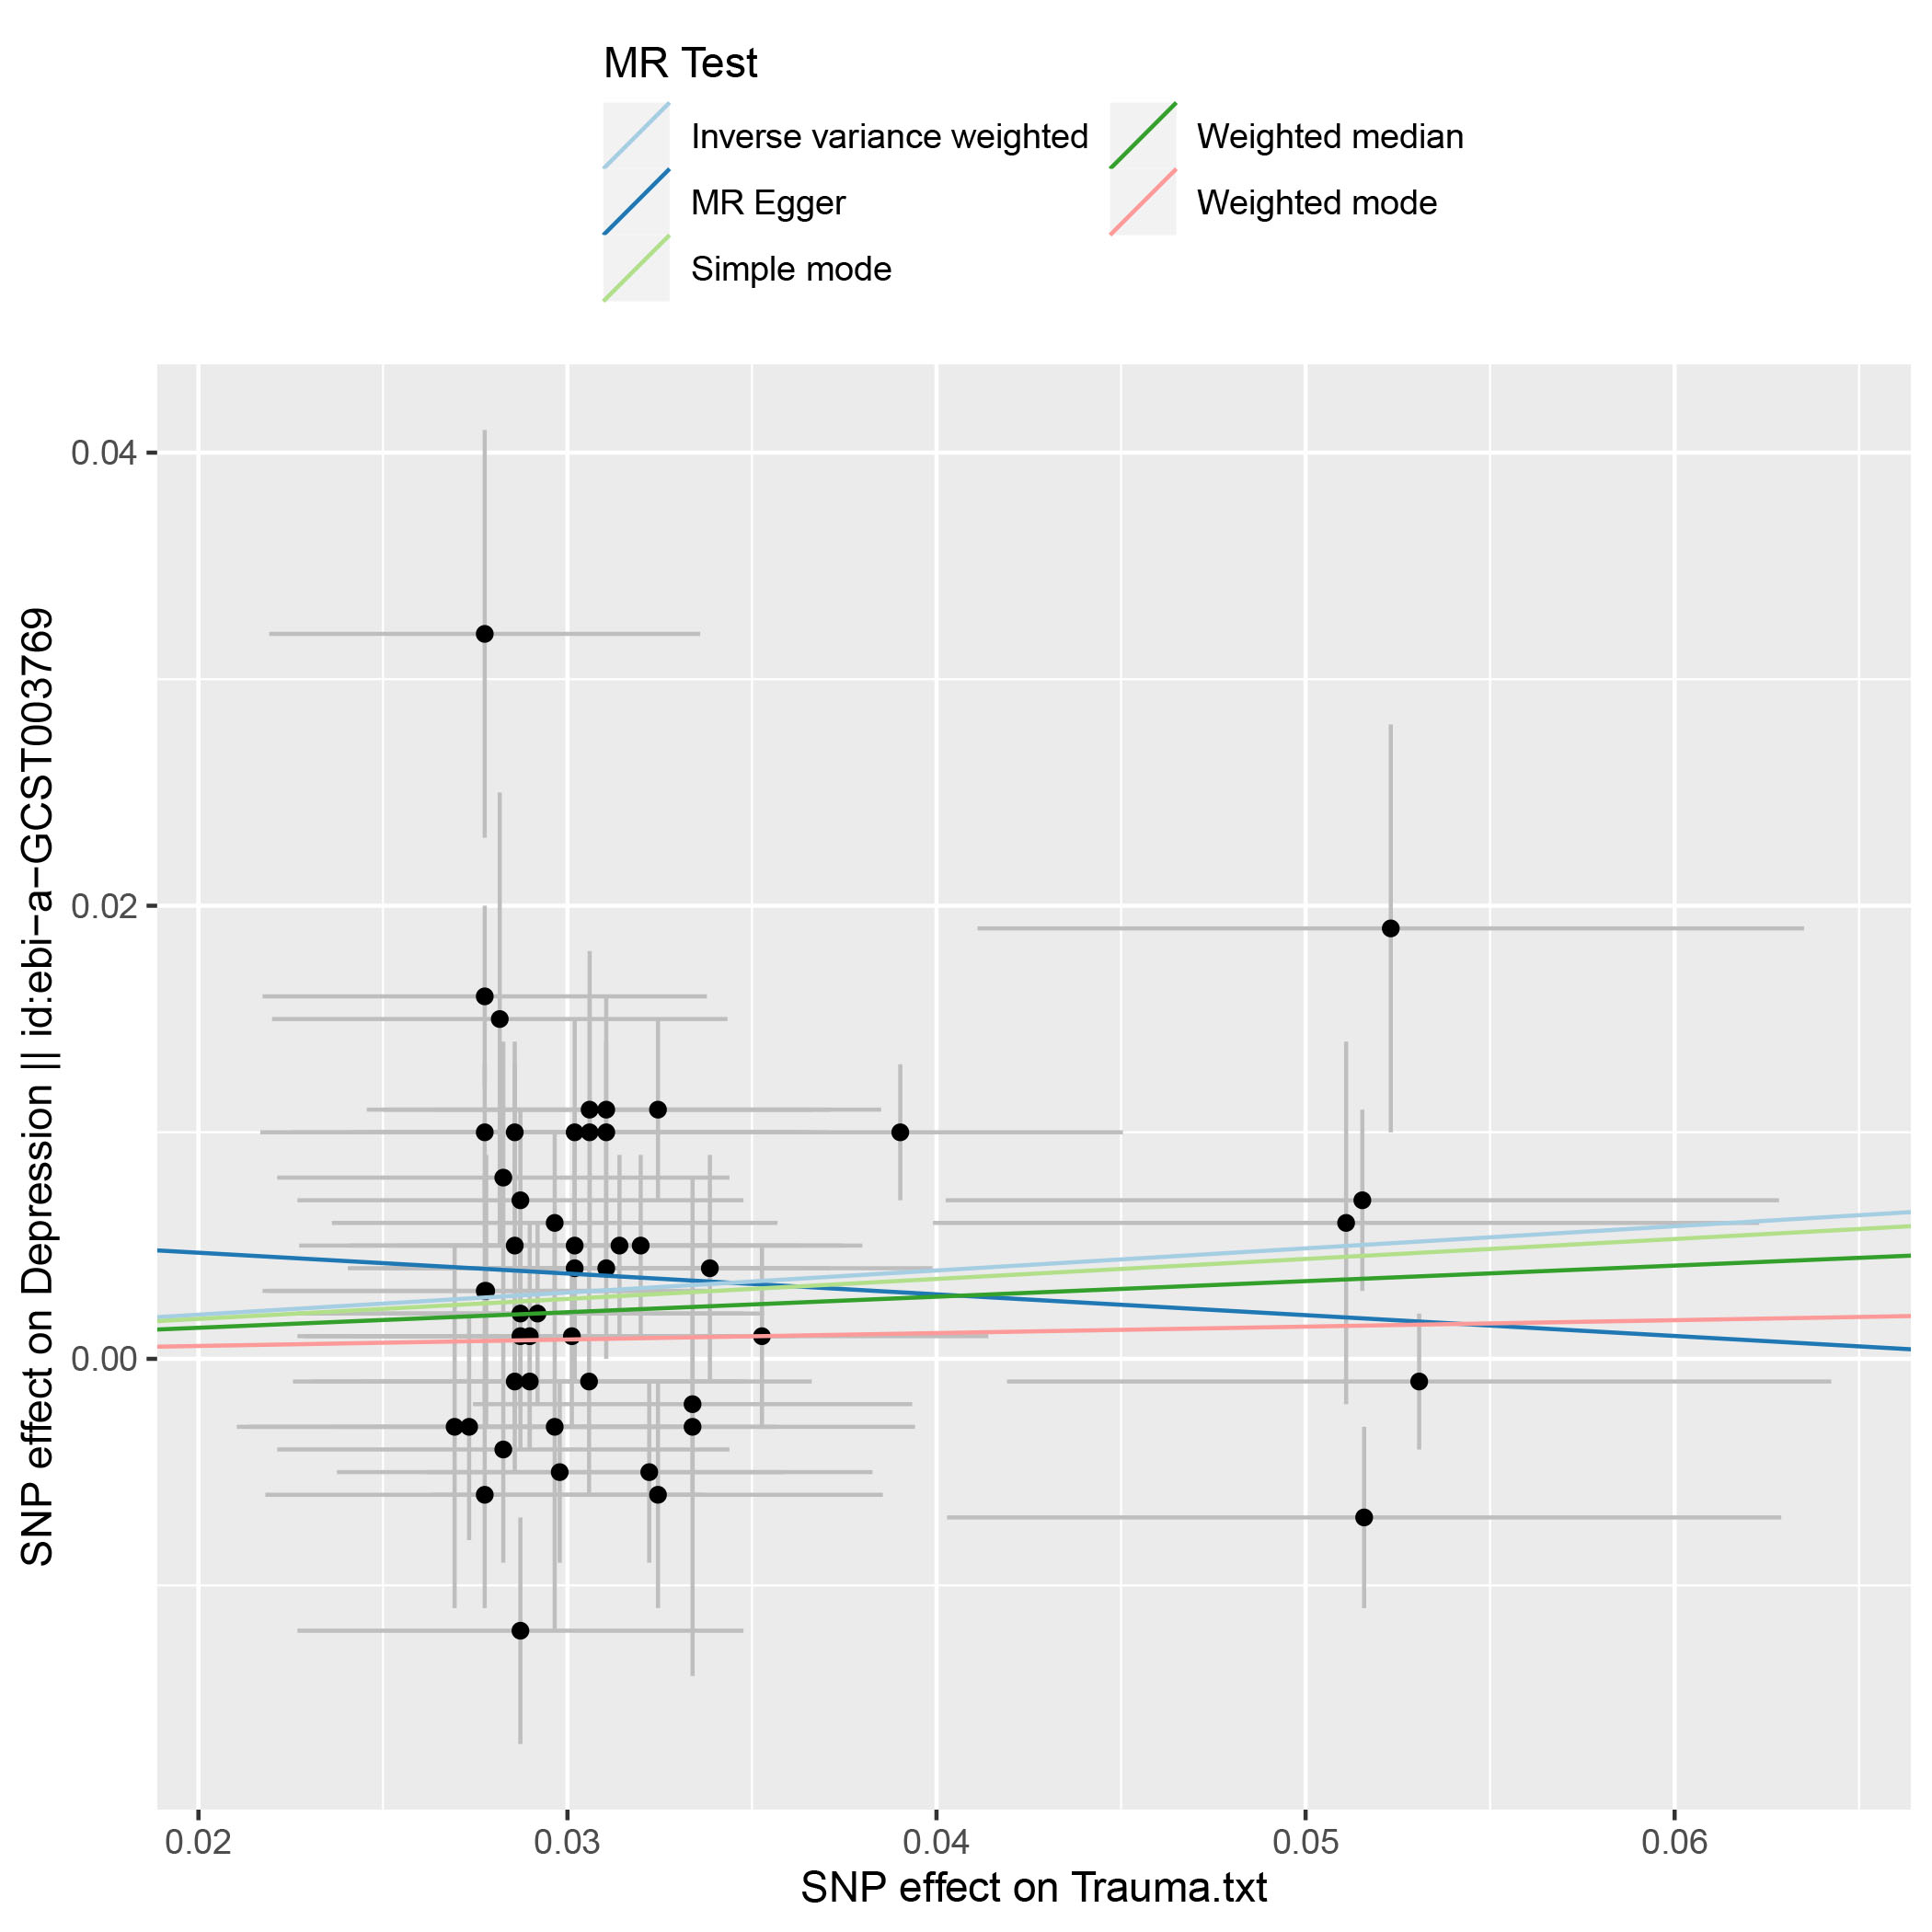 MR Test
Inverse variance weighted
Weighted median
MR Egger
Weighted mode
Simple mode
0.04
0.02
0.00
SNP effect on Depression || id:ebi−a−GCST003769
0.02
0.03
0.04
0.05
0.06
SNP effect on Trauma.txt